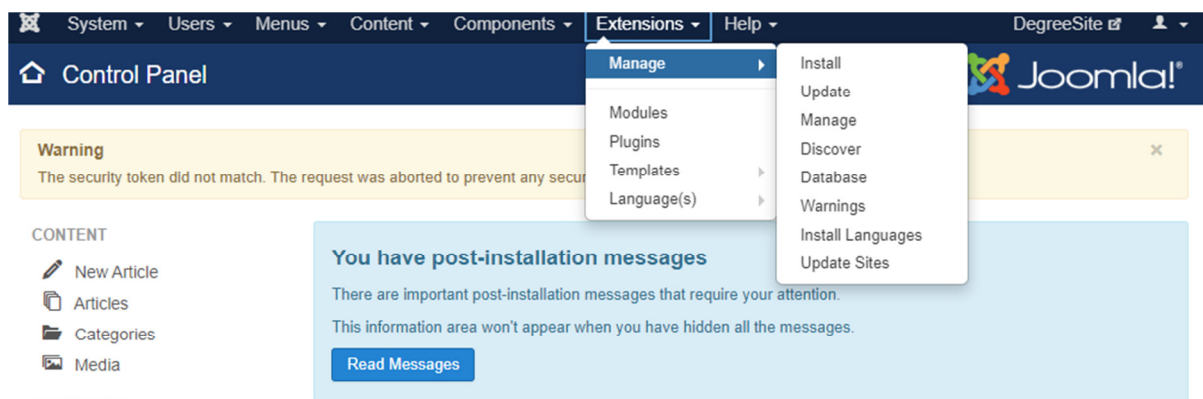 System Users Menus Content Components Extensions Help DegreeSite
Control Panel
Joomla!®
Manage
Modules
Plugins
Templates
Language(s)
Install
Update
Manage
Discover
Database
Warnings
Install Languages
Update Sites
Warning
The security token did not match. The request was aborted to prevent any secur
CONTENT
New Article
Articles
Categories
Media
You have post-installation messages
There are important post-installation messages that require your attention.
This information area won't appear when you have hidden all the messages.
Read Messages